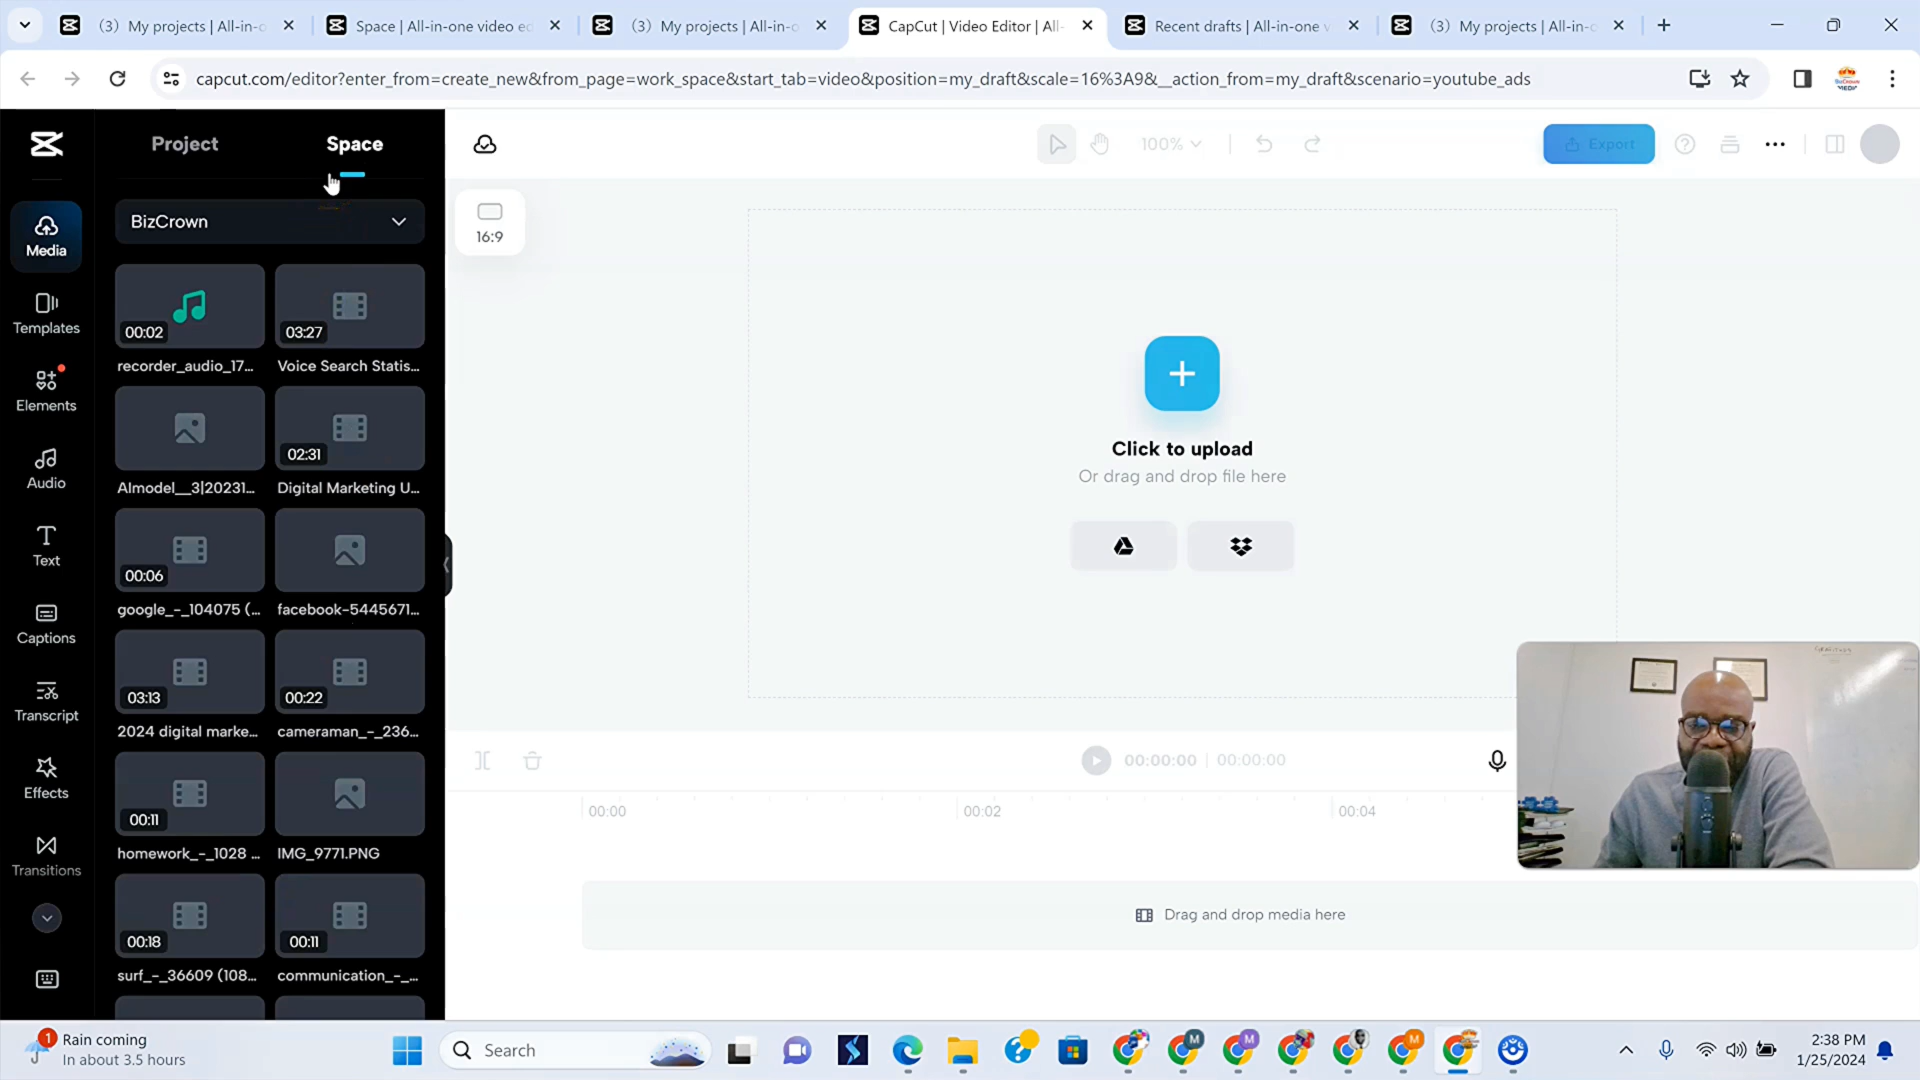 (3) My projects | All-in-o
Space | All-in-one video ed
(3) My projects | All-in-o
CapCut | Video Editor | All-
Recent drafts | All-in-one v
(3) My projects | All-in-o
capcut.com/editor?enter_from=create_new&from_page=work_space&start_tab=video&position=my_draft&scale=16%3A9&__action_from=my_draft&scenario=youtube_ads
Project
Space
100%
Export
BizCrown
16:9
Media
Templates
Elements
Audio
Text
Captions
Transcript
Effects
Transitions
00:02
03:27
recorder_audio_17...
Voice Search Statis...
02:31
AImodel__3|20231...
Digital Marketing U...
00:06
google_-_104075 (...
facebook-5445671...
03:13
00:22
2024 digital marke...
cameraman_-_236...
00:11
homework_-_1028 ...
IMG_9771.PNG
00:18
00:11
surf_-_36609 (108...
communication_-_...
Click to upload
Or drag and drop file here
00:00:00 | 00:00:00
00:00
00:02
00:04
Drag and drop media here
1
Rain coming
In about 3.5 hours
Search
M
M
M
2:38 PM
1/25/2024